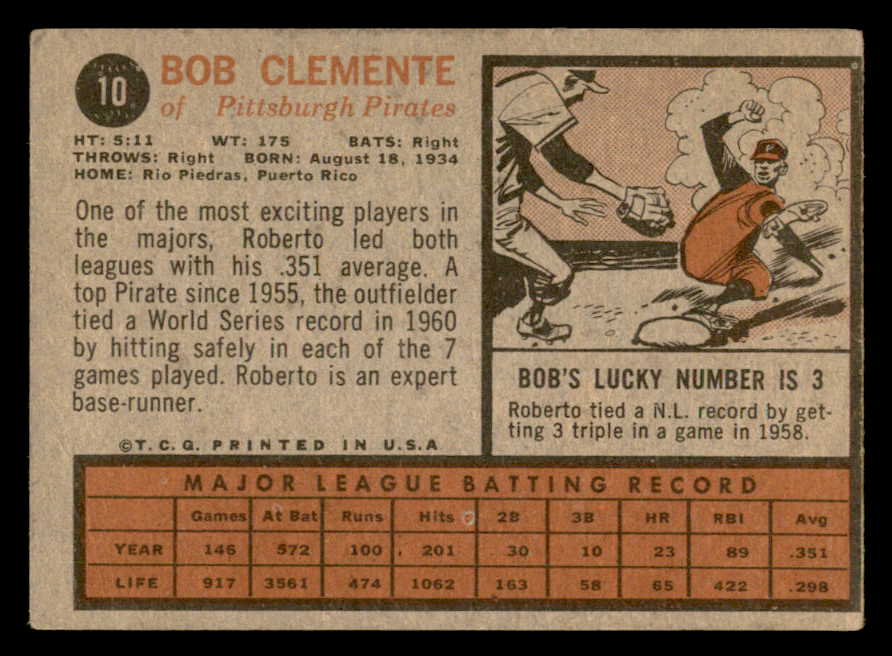 10
BOB CLEMENTE
of Pittsburgh Pirates
HT: 5:11 WT: 175 BATS: Right
THROWS: Right BORN: August 18, 1934
HOME: Rio Piedras, Puerto Rico
One of the most exciting players in
the majors, Roberto led both
leagues with his .351 average. A
top Pirate since 1955, the outfielder
tied a World Series record in 1960
by hitting safely in each of the 7
games played. Roberto is an expert
base-runner.
©T.C.G. PRINTED IN U.S.A
P
BOB'S LUCKY NUMBER IS 3
Roberto tied a N.L. record by get-
ting 3 triple in a game in 1958.
MAJOR LEAGUE BATTING RECORD
Games At Bat Runs Hits 2B 3B HR RBI Avg
YEAR 146 572 100 201 30 10 23 89 .351
LIFE 917 3561 474 1062 163 58 65 422 .298